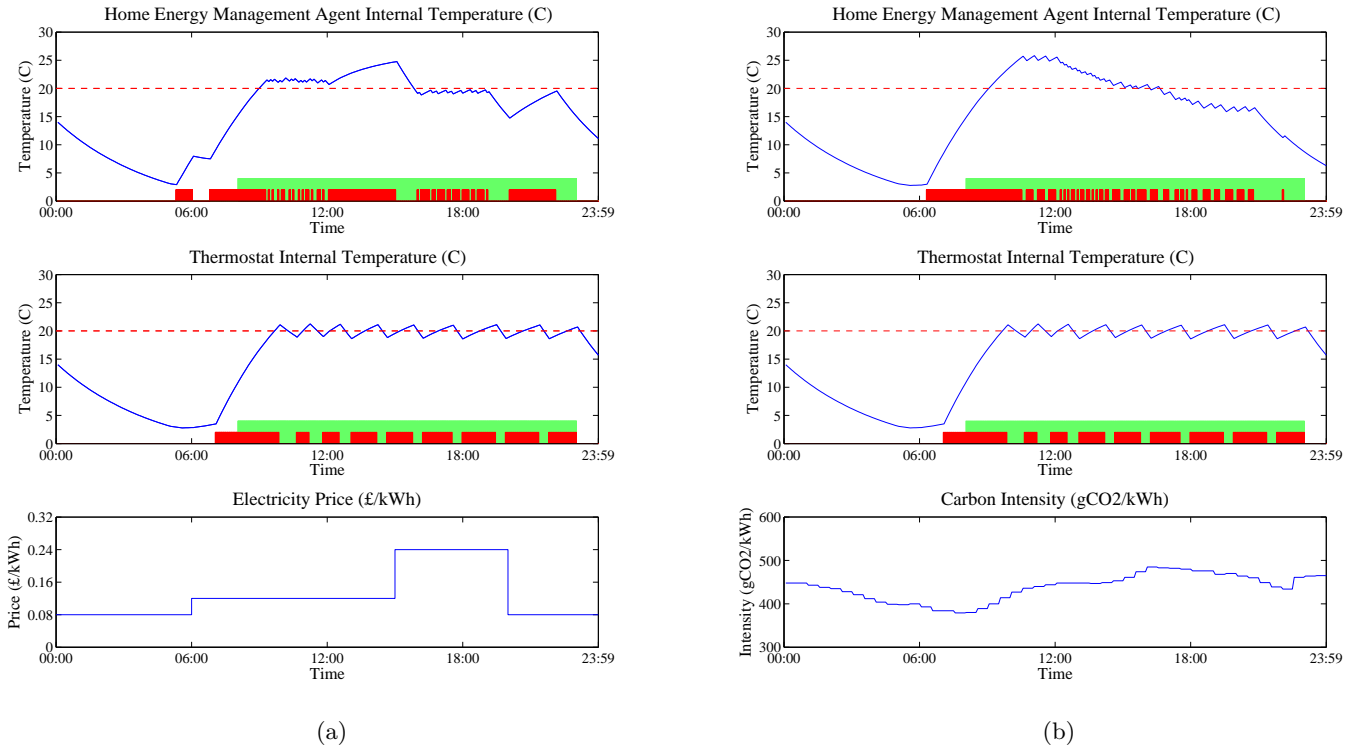 Home Energy Management Agent Internal Temperature (C)
Temperature (C)
30
25
20
15
10
5
0
00:00 06:00 12:00 18:00 23:59
Time
Thermostat Internal Temperature (C)
Temperature (C)
30
25
20
15
10
5
0
00:00 06:00 12:00 18:00 23:59
Time
Electricity Price (£/kWh)
Price (£/kWh)
0.32
0.24
0.16
0.08
0
00:00 06:00 12:00 18:00 23:59
Time
(a)
Home Energy Management Agent Internal Temperature (C)
Temperature (C)
30
25
20
15
10
5
0
00:00 06:00 12:00 18:00 23:59
Time
Thermostat Internal Temperature (C)
Temperature (C)
30
25
20
15
10
5
0
00:00 06:00 12:00 18:00 23:59
Time
Carbon Intensity (gCO2/kWh)
Intensity (gCO2/kWh)
600
500
400
300
00:00 06:00 12:00 18:00 23:59
Time
(b)